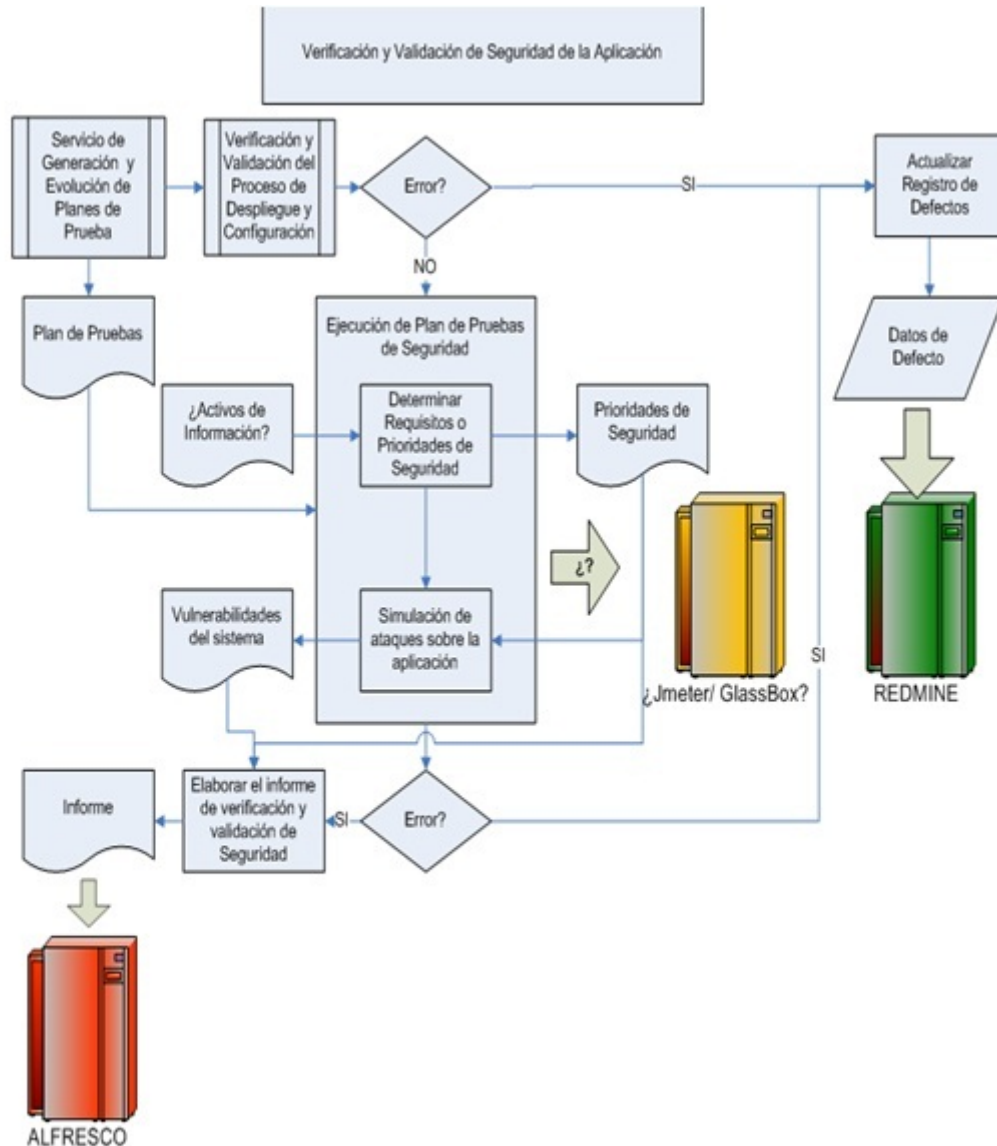 Verificación y Validación de Seguridad de la Aplicación
Servicio de
Generación y
Evolución de
Planes de
Prueba
Verificación y
Validación del
Proceso de
Despliegue y
Configuración
Error?
SI
Actualizar
Registro de
Defectos
NO
Plan de Pruebas
Ejecución de Plan de Pruebas
de Seguridad
Datos de
Defecto
¿Activos de
Información?
Determinar
Requisitos o
Prioridades de
Seguridad
Prioridades de
Seguridad
¿?
Vulnerabilidades
del sistema
Simulación de
ataques sobre la
aplicación
SI
¿Jmeter/ GlassBox?
REDMINE
Informe
Elaborar el informe
de verificación y
validación de
Seguridad
SI
Error?
ALFRESCO